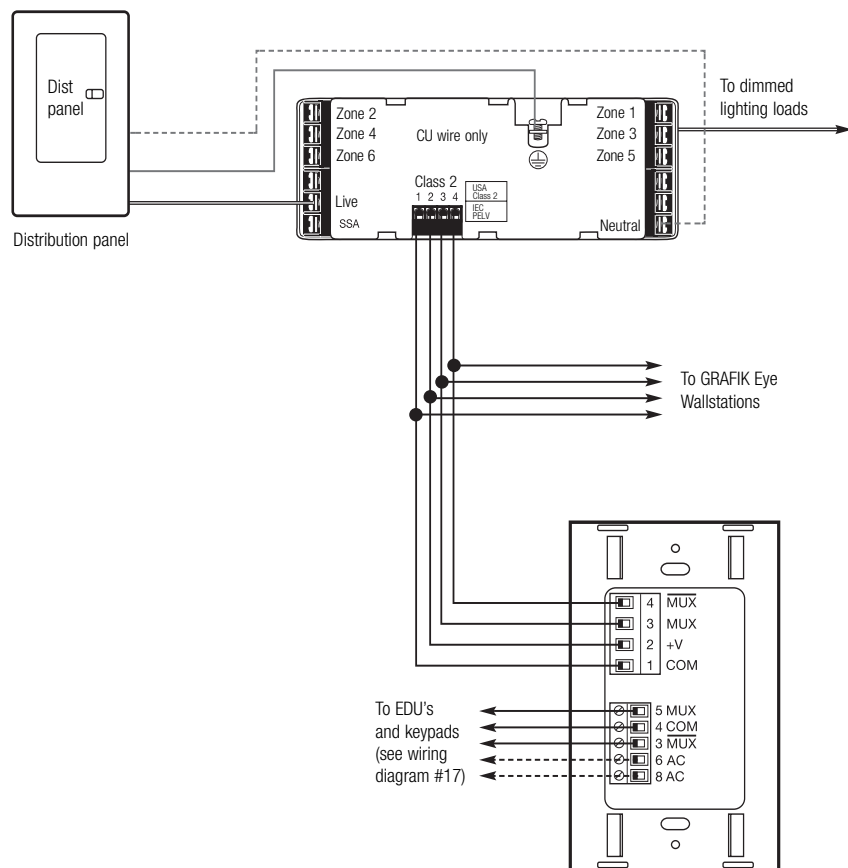 Dist
panel
Distribution panel
Zone 2
Zone 4
Zone 6
Live
SSA
CU wire only
Class 2
1 2 3 4
USA
Class 2
IEC
PELV
Zone 1
Zone 3
Zone 5
Neutral
To dimmed
lighting loads
To GRAFIK Eye
Wallstations
4 MUX
3 MUX
2 +V
1 COM
To EDU's
and keypads
(see wiring
diagram #17)
5 MUX
4 COM
3 MUX
6 AC
8 AC